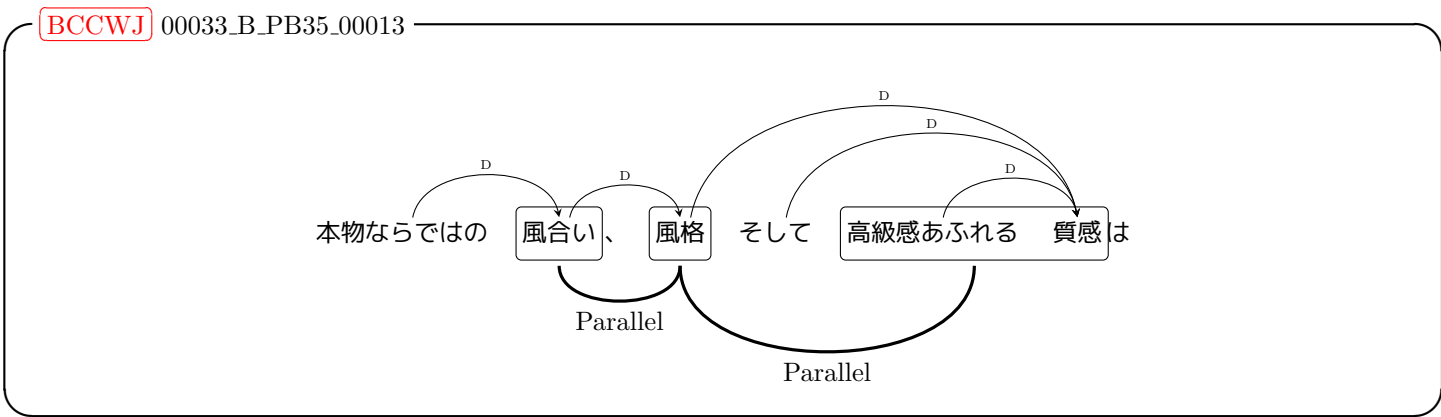 BCCWJ 00033_B_PB35_00013
D
D
D D
D
本物ならではの 風合い 、 風格 そして 高級感あふれる 質感 は
Parallel
Parallel